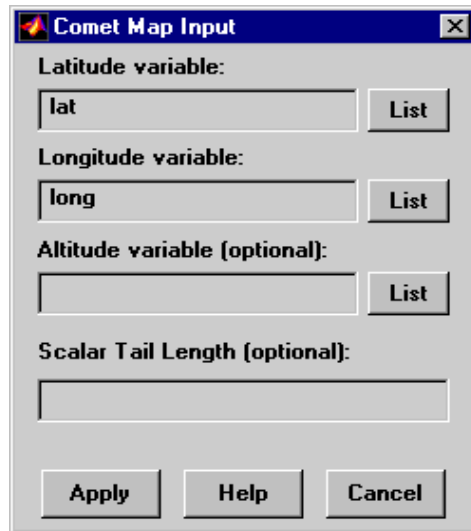 Comet Map Input
Latitude variable:
lat List
Longitude variable:
long List
Altitude variable (optional):
List
Scalar Tail Length (optional):
Apply Help Cancel